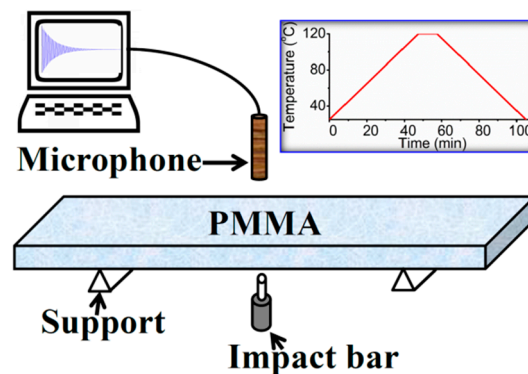 120
80
40
Temperature (°C)
0 20 40 60 80 100
Time (min)
Microphone
PMMA
Support
Impact bar